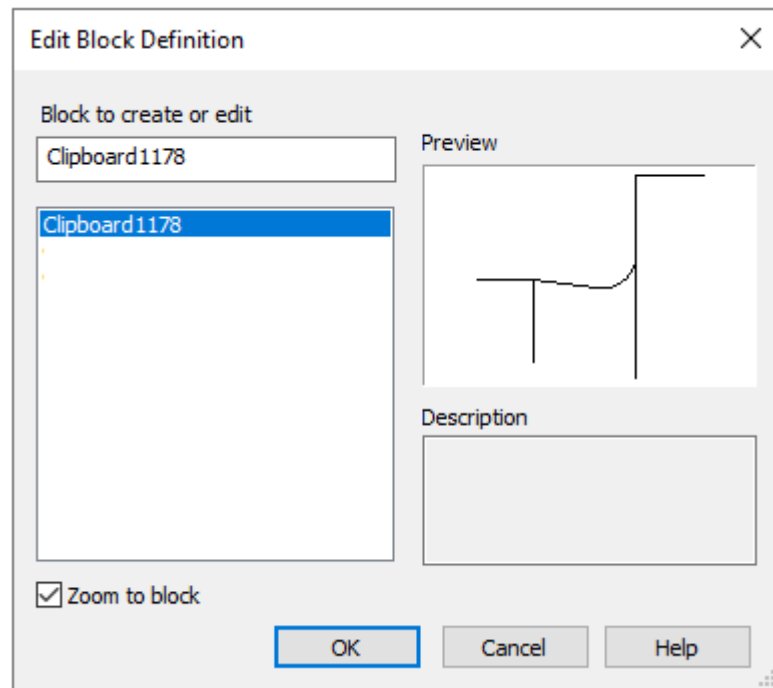 Edit Block Definition
Block to create or edit
Clipboard1178
Preview
Clipboard1178
Description
Zoom to block
OK
Cancel
Help